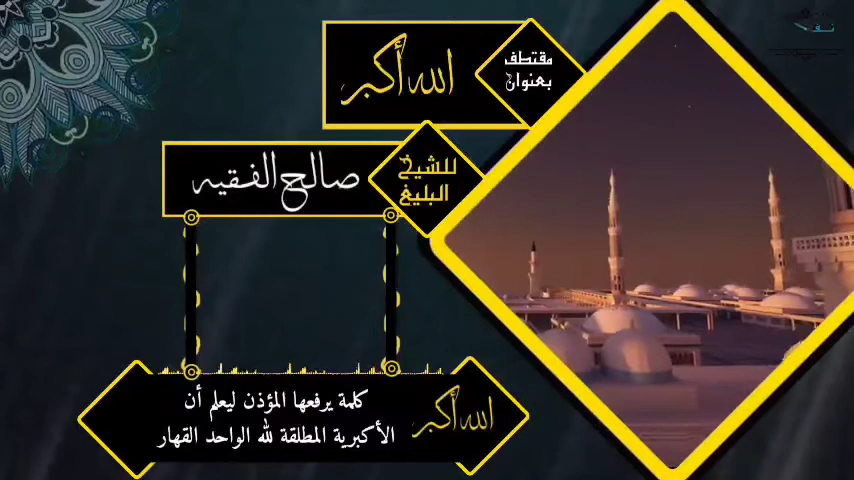 مقتطف
بعنوان
الله أكبر
للشيخ
البليغ
صالح الفقيه
الله أكبر
كلمة يرفعها المؤذن ليعلم أن
الأكبرية المطلقة لله الواحد القهار